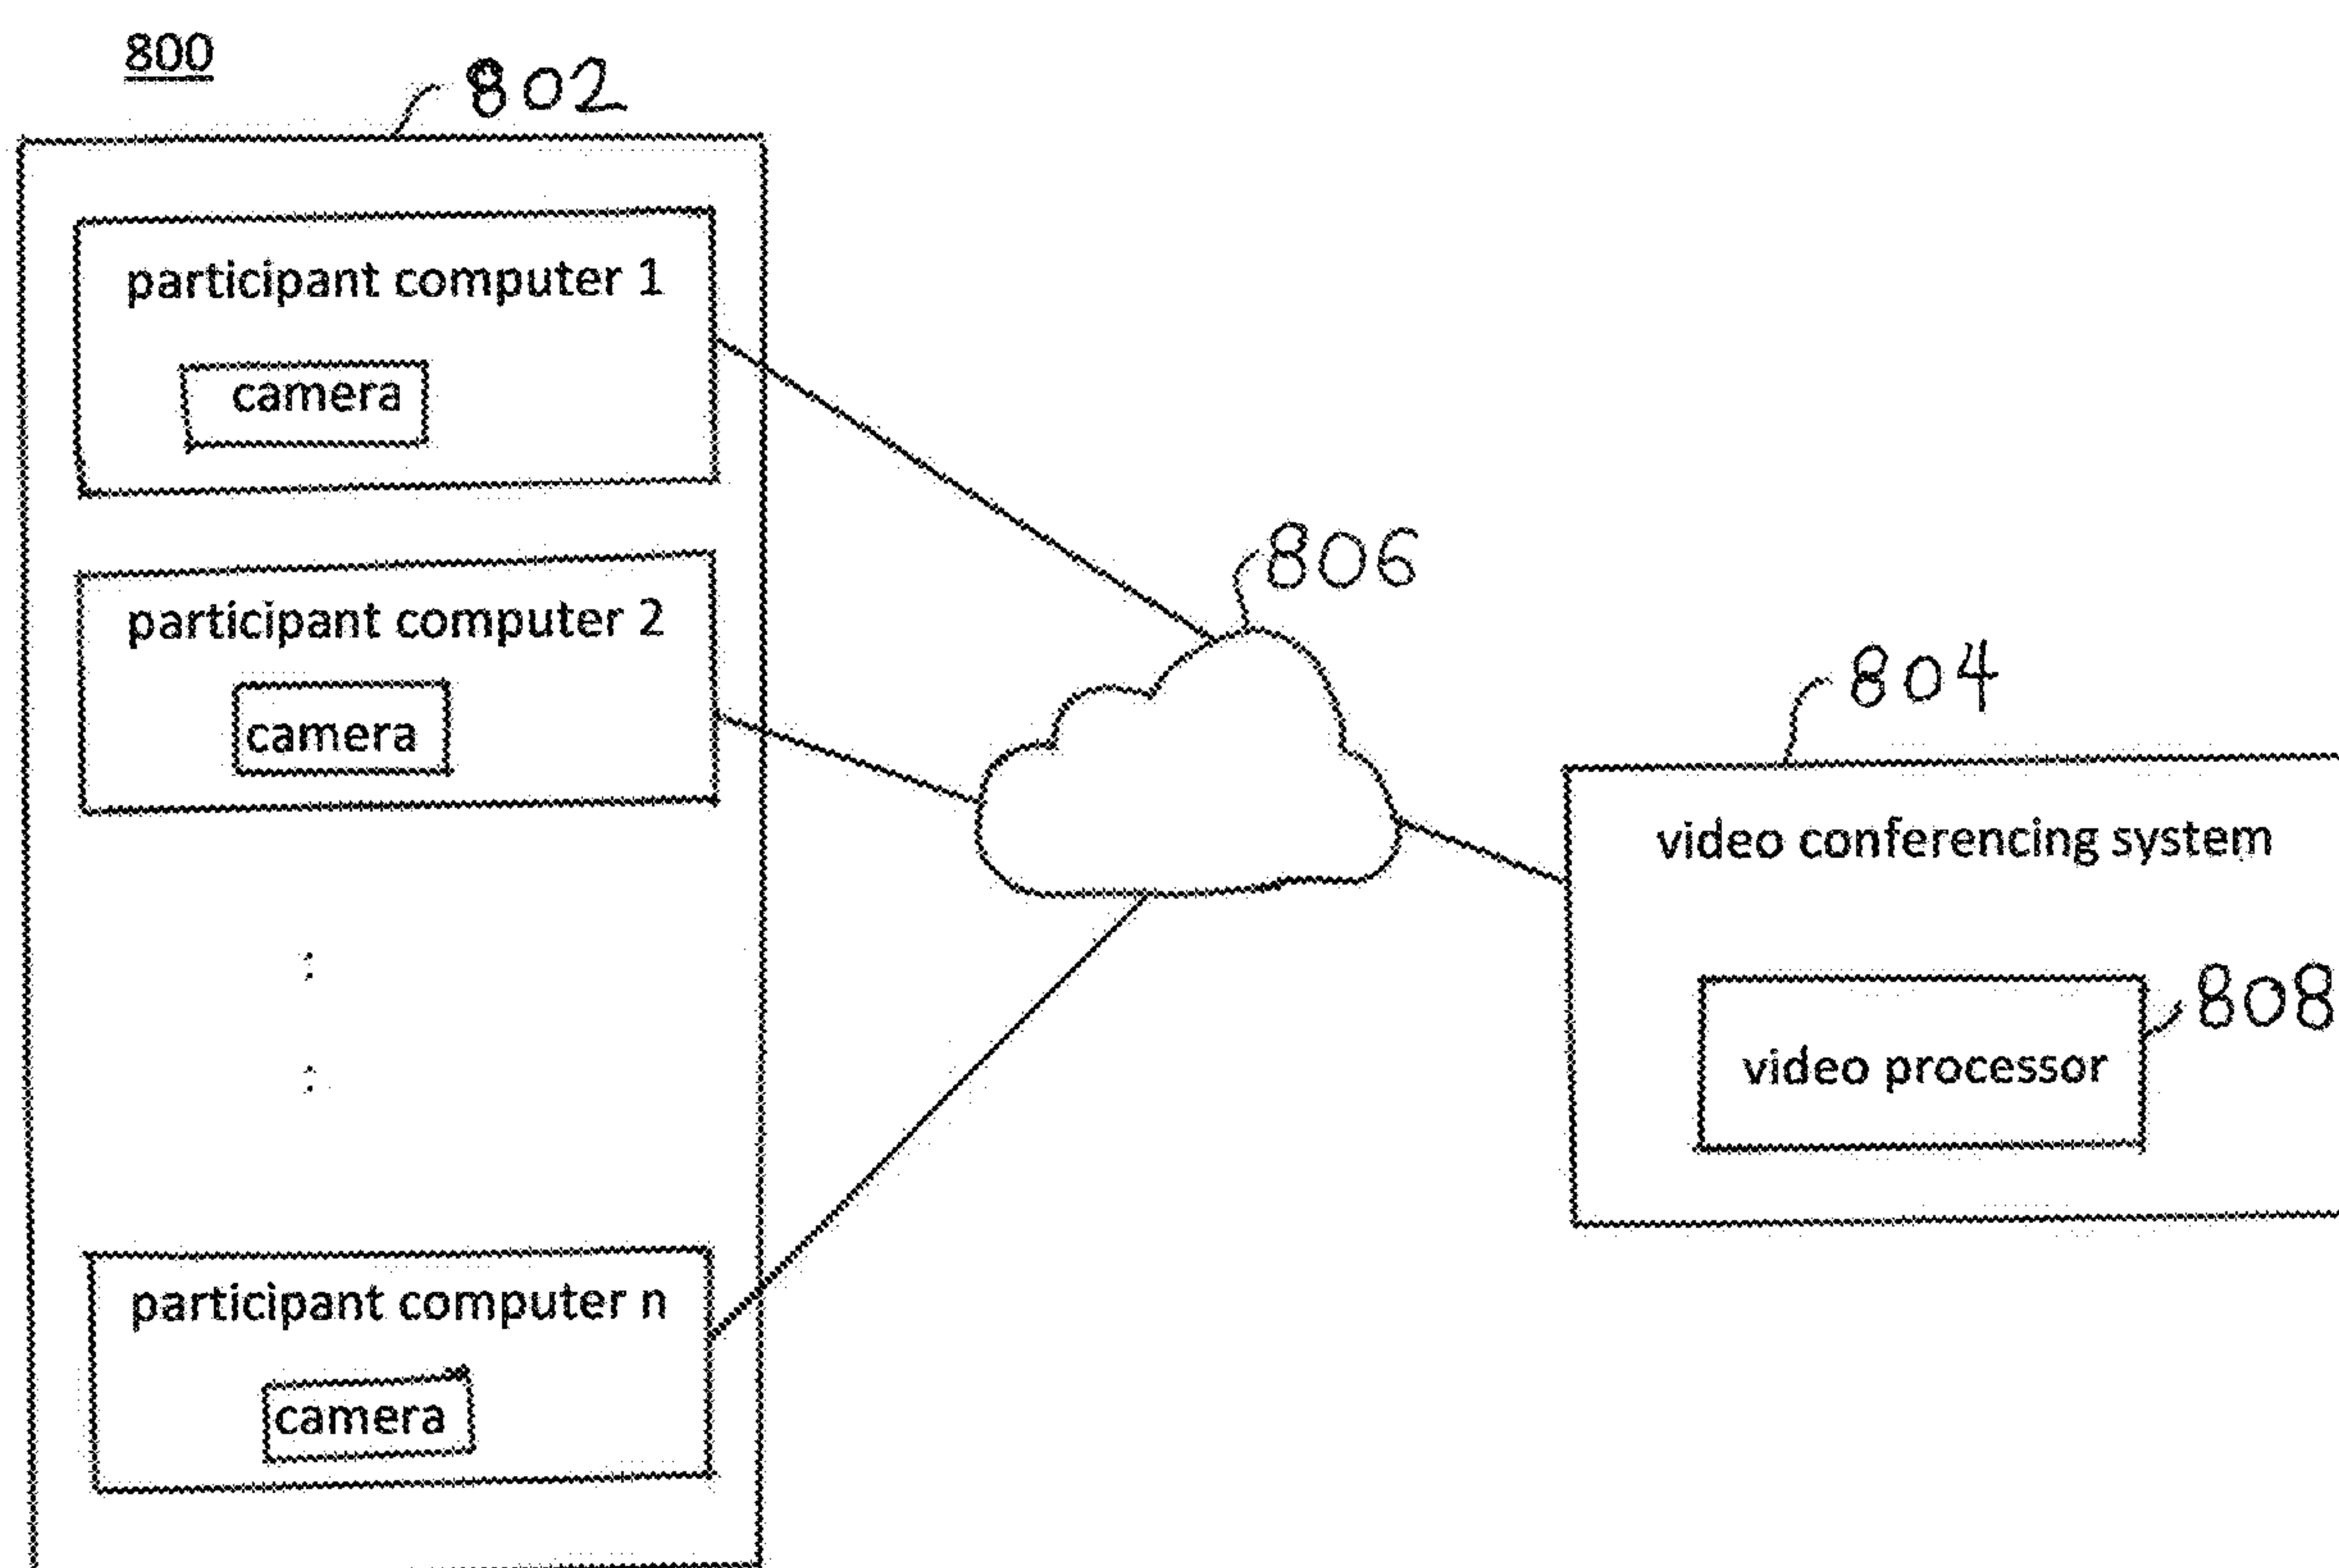 800
802
participant computer 1
camera
participant computer 2
camera
:
:
participant computer n
camera
806
804
video conferencing system
808
video processor